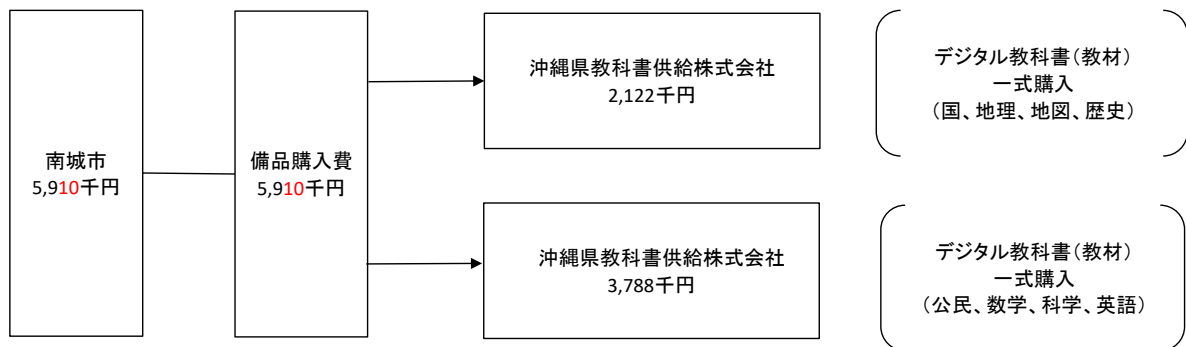 南城市
5,910千円
備品購入費
5,910千円
沖縄県教科書供給株式会社
2,122千円
デジタル教科書(教材)
一式購入
(国、地理、地図、歴史)
沖縄県教科書供給株式会社
3,788千円
デジタル教科書(教材)
一式購入
(公民、数学、科学、英語)